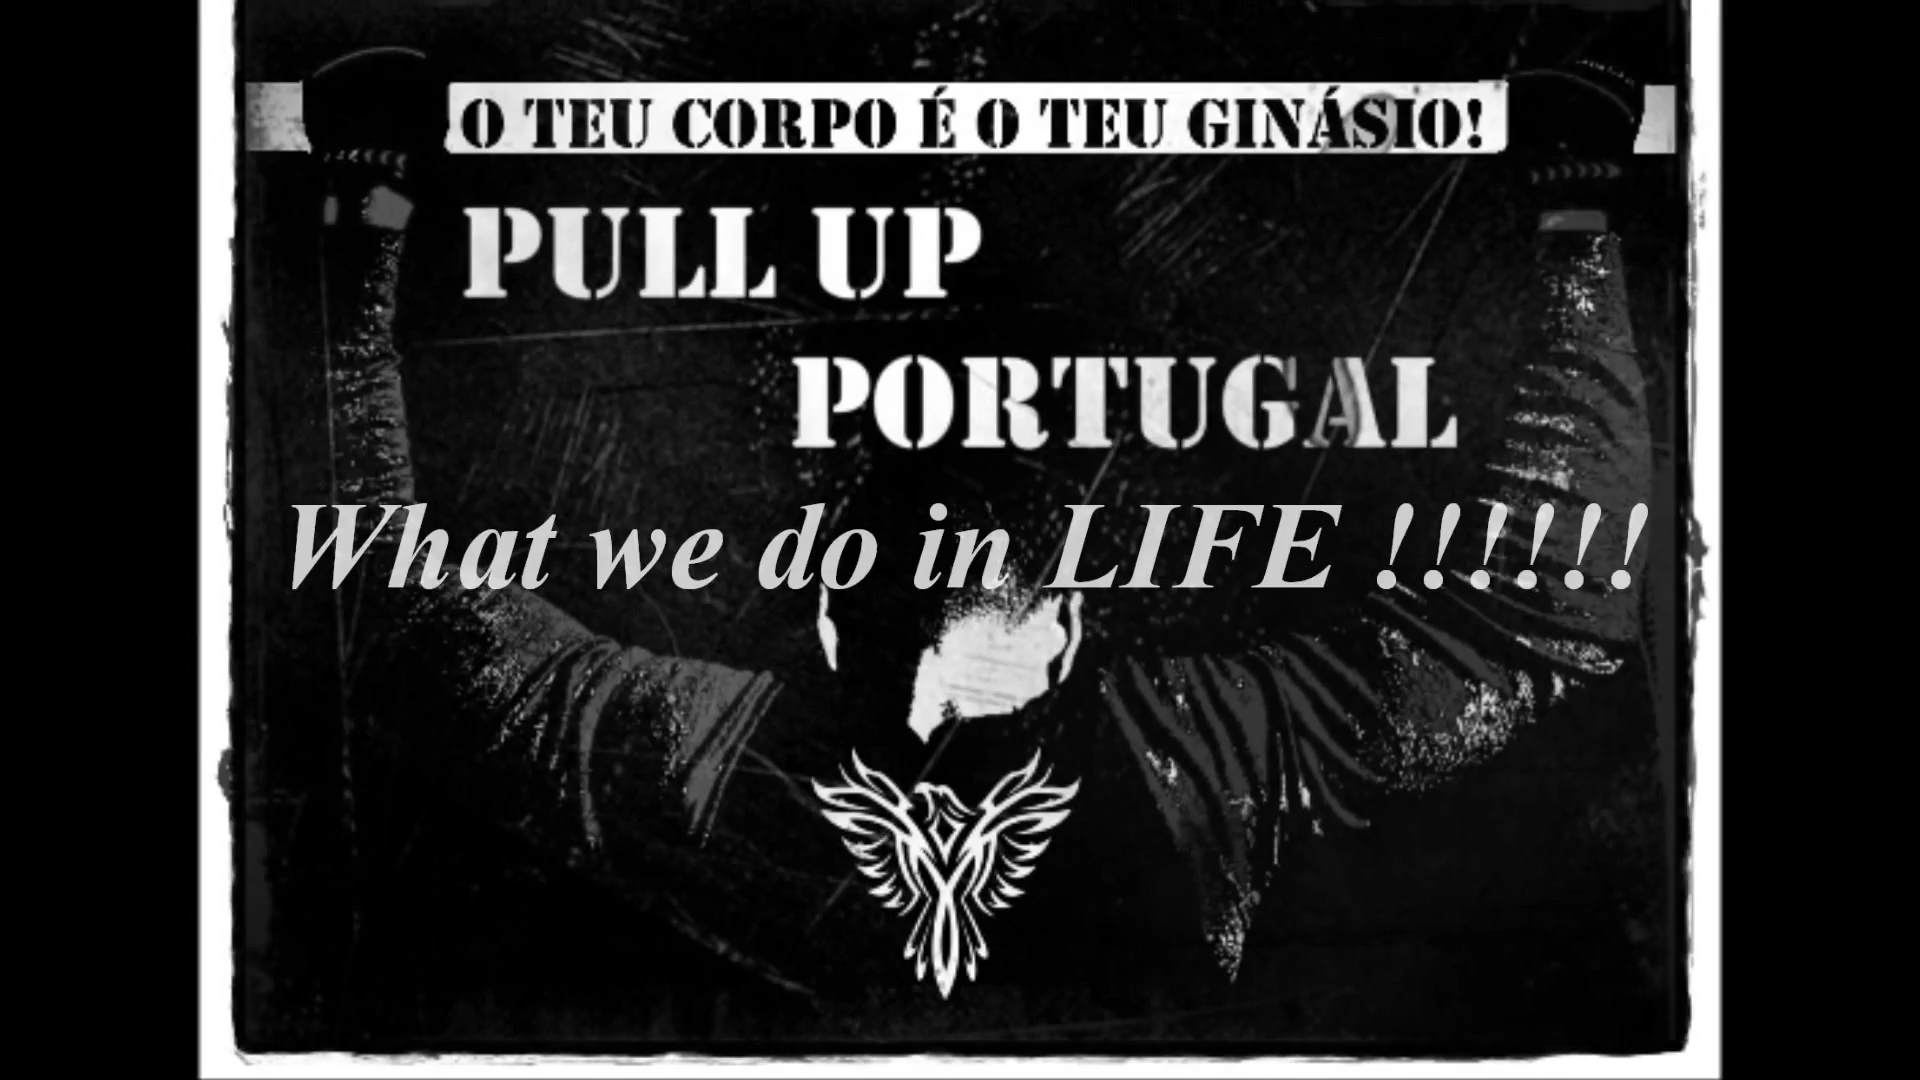 O TEU CORPO É O TEU GINÁSIO!
PULL UP
PORTUGAL
What we do in LIFE !!!!!!